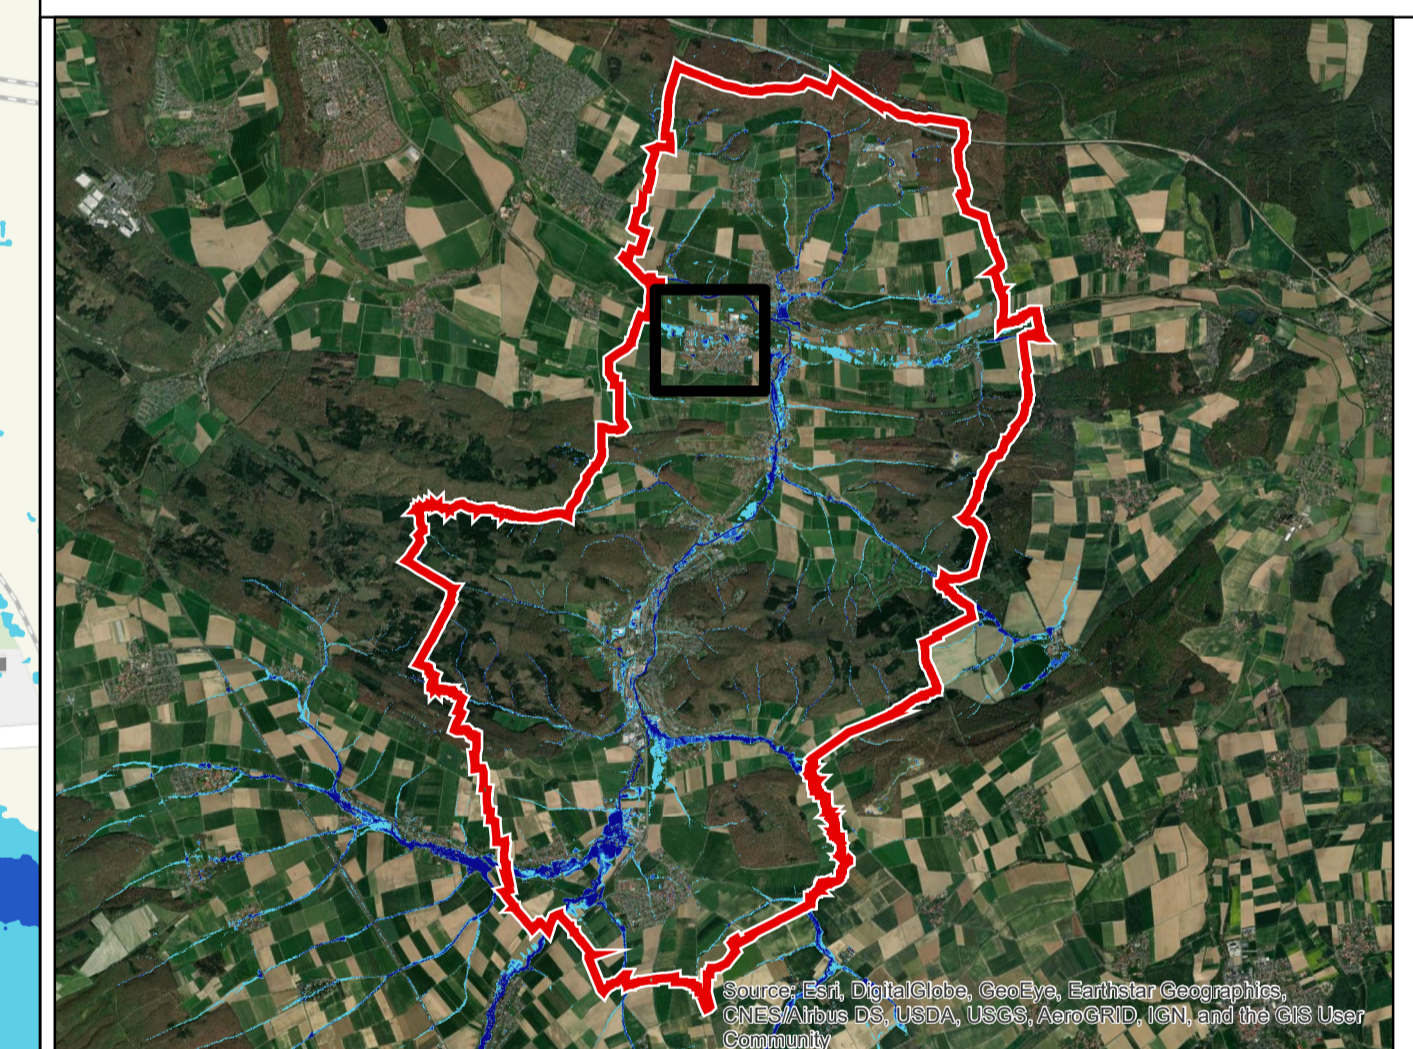 Source: Esri, DigitalGlobe, GeoEye, Earthstar Geographics,
CNES/Airbus DS, USDA, USGS, AeroGRID, IGN, and the GIS User
Community